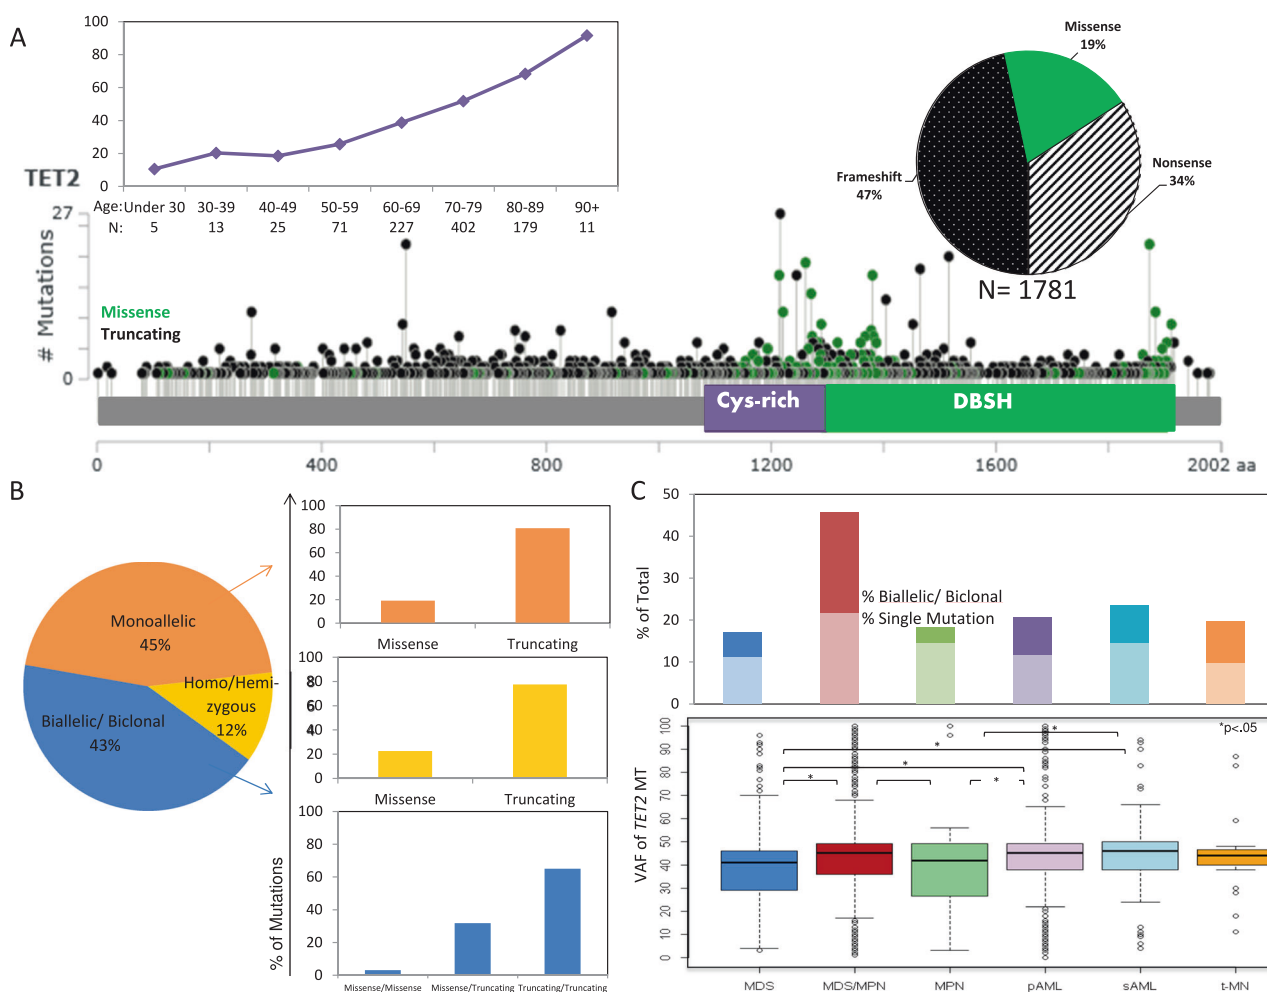 A
100
80
60
40
20
0
Age: Under 30 30-39 40-49 50-59 60-69 70-79 80-89 90+
N: 5 13 25 71 227 402 179 11
Missense
19%
Nonsense
34%
Frameshift
47%
N= 1781
TET2
27
# Mutations
0
Missense
Truncating
Cys-rich DBSH
0 400 800 1200 1600 2002 aa
B
Monoallelic
45%
Homo/Hemi-
zygous
12%
Biallelic/ Biclonal
43%
% of Mutations
100
80
60
40
20
0
Missense Truncating
100
80
60
40
20
0
Missense Truncating
100
80
60
40
20
0
Missense/Missense Missense/Truncating Truncating/Truncating
C
50
40
30
20
10
0
% of Total
% Biallelic/ Biclonal
% Single Mutation
*p<.05
100
90
80
70
60
50
40
30
20
10
0
VAF of TET2 MT
*
*
*
*
*
MDS MDS/MPN MPN pAML sAML t-MN